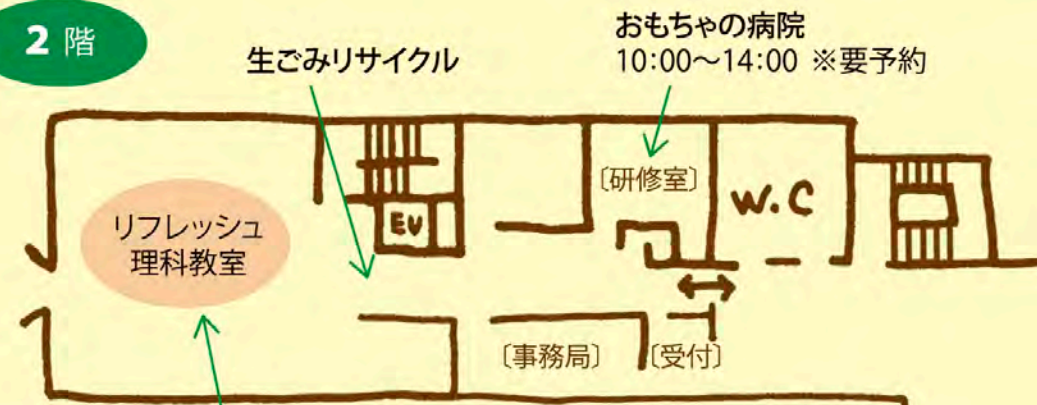 2 階
生ごみリサイクル
おもちゃの病院
10:00〜14:00 ※要予約
〔研修室〕
W.C
EV
リフレッシュ
理科教室
〔事務局〕
〔受付〕